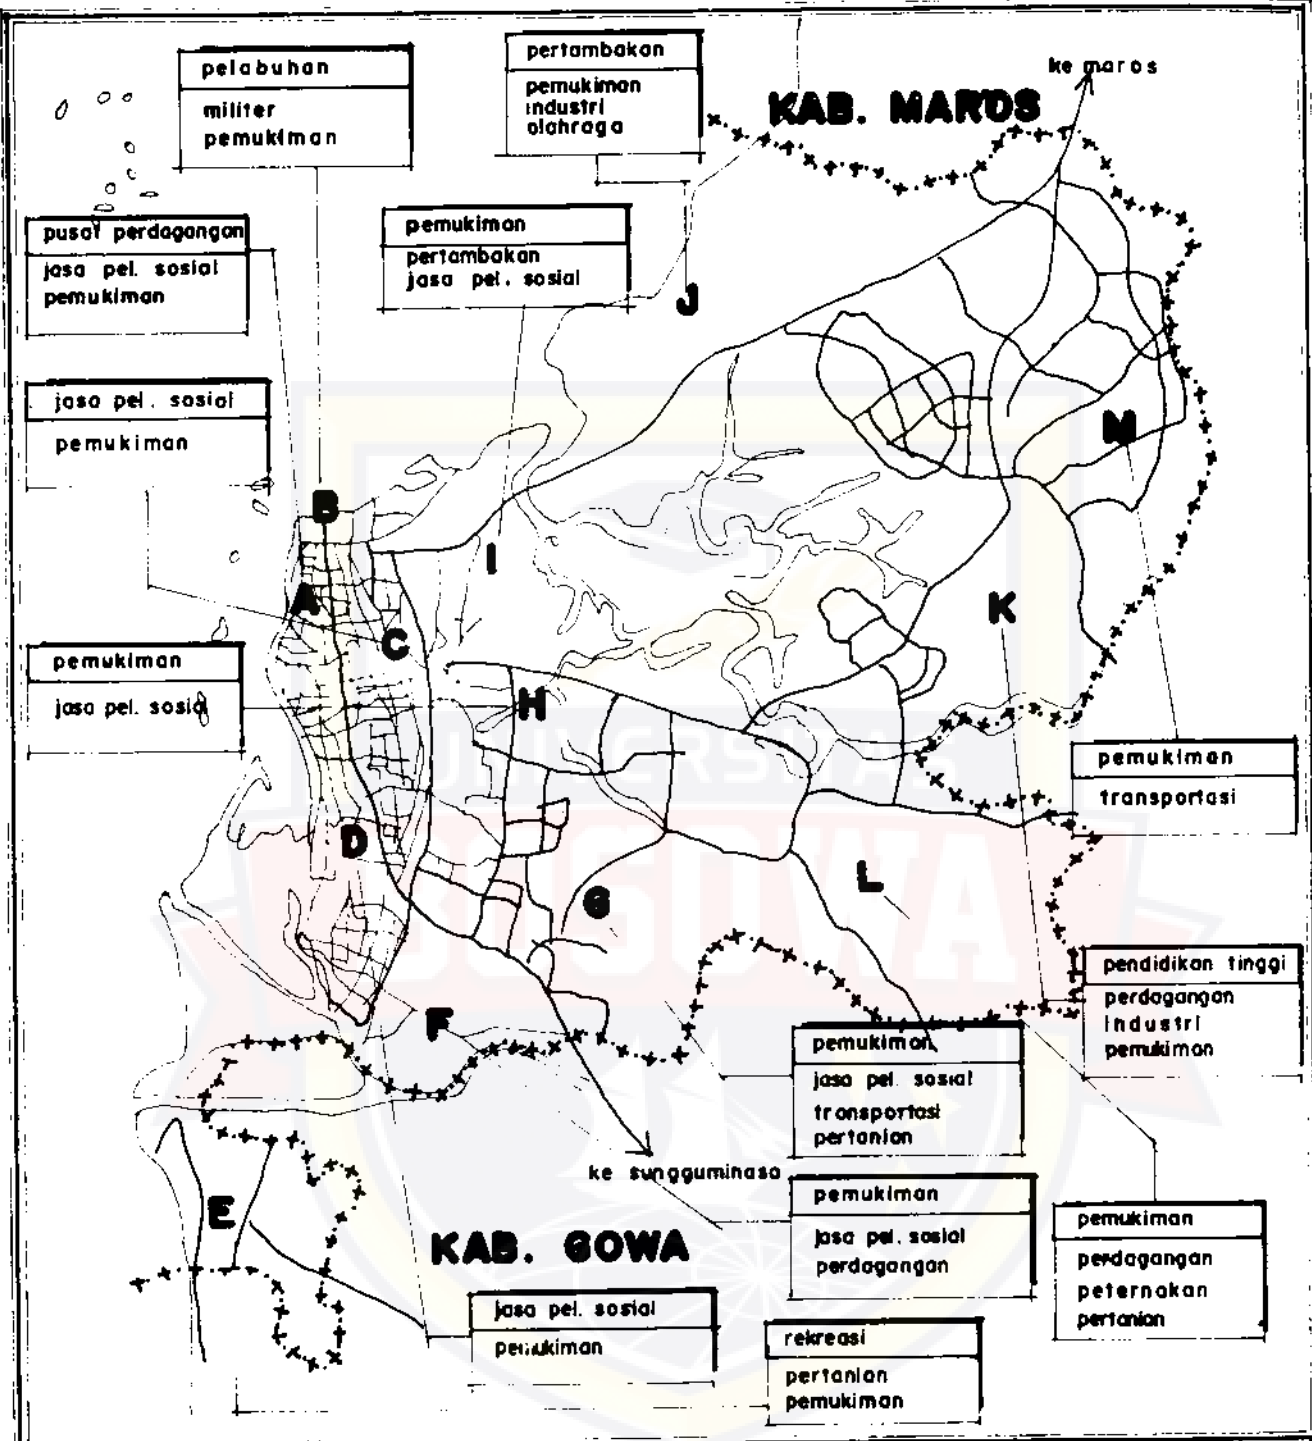 pelabuhan
militer
pemukiman
pertambakan
pemukiman
industri
olahraga
ke maros
KAB. MAROS
pusat perdagangan
jasa pel. sosial
pemukiman
pemukiman
pertambakan
jasa pel. sosial
J
jasa pel. sosial
pemukiman
M
B
I
A
K
C
pemukiman
jasa pel. sosial
H
UNIVERSITAS
pemukiman
transportasi
D
BOSOWA
L
G
pendidikan tinggi
perdagangan
industri
pemukiman
F
pemukiman
jasa pel. sosial
transportasi
pertanian
ke sungguminasa
pemukiman
jasa pel. sosial
perdagangan
E
KAB. GOWA
pemukiman
perdagangan
peternakan
pertanian
jasa pel. sosial
pemukiman
rekreasi
pertanian
pemukiman